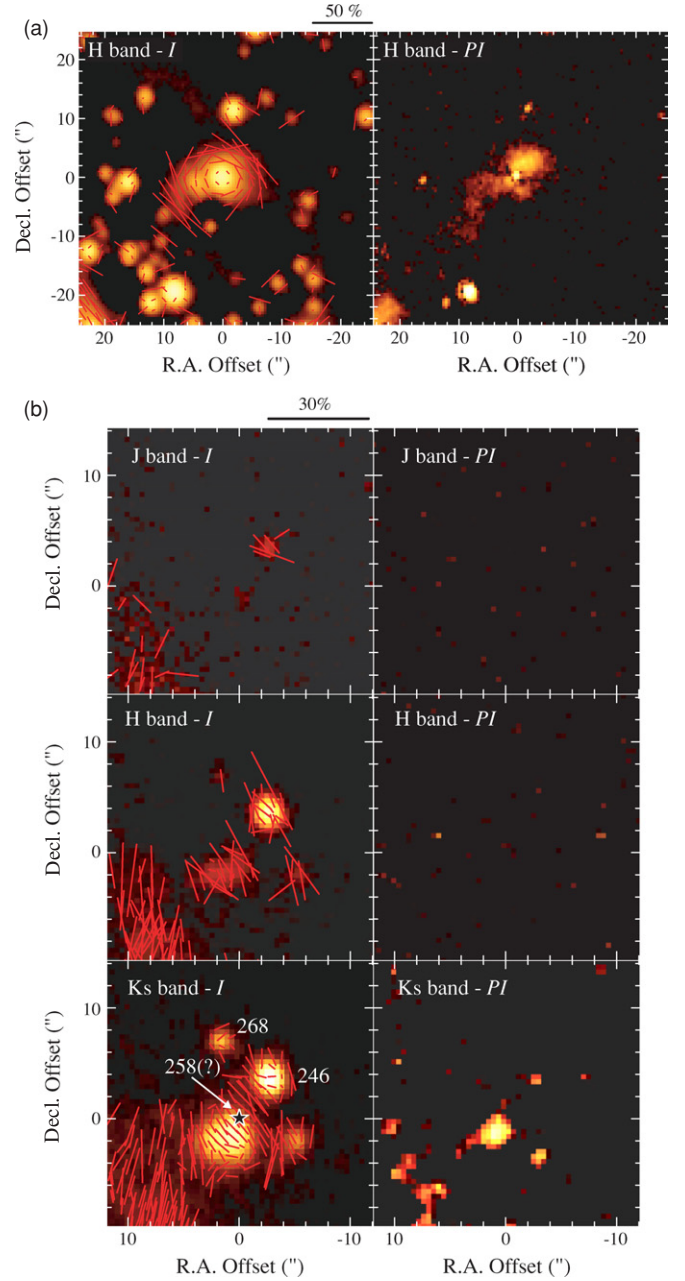 50 %
(a)
H band - I
H band - PI
20
10
0
-10
-20
Decl. Offset (")
20 10 0 -10 -20
20 10 0 -10 -20
R.A. Offset (")
R.A. Offset (")
(b)
30%
J band - I
J band - PI
10
0
Decl. Offset (")
H band - I
H band - PI
10
0
Decl. Offset (")
Ks band - I
Ks band - PI
10
0
Decl. Offset (")
268
258(?)
246
10 0 -10
10 0 -10
R.A. Offset (")
R.A. Offset (")